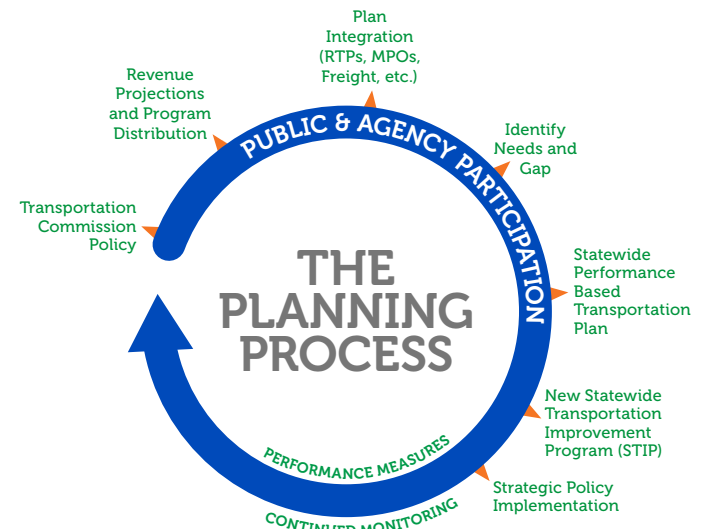 Plan
Integration
(RTPs, MPOs,
Freight, etc.)
Revenue
Projections
and Program
Distribution
PUBLIC & AGENCY PARTICIPATION
Identify
Needs and
Gap
Transportation
Commission
Policy
THE
PLANNING
PROCESS
Statewide
Performance
Based
Transportation
Plan
New Statewide
Transportation
Improvement
Program (STIP)
PERFORMANCE MEASURES
Strategic Policy
Implementation
CONTINUED MONITORING